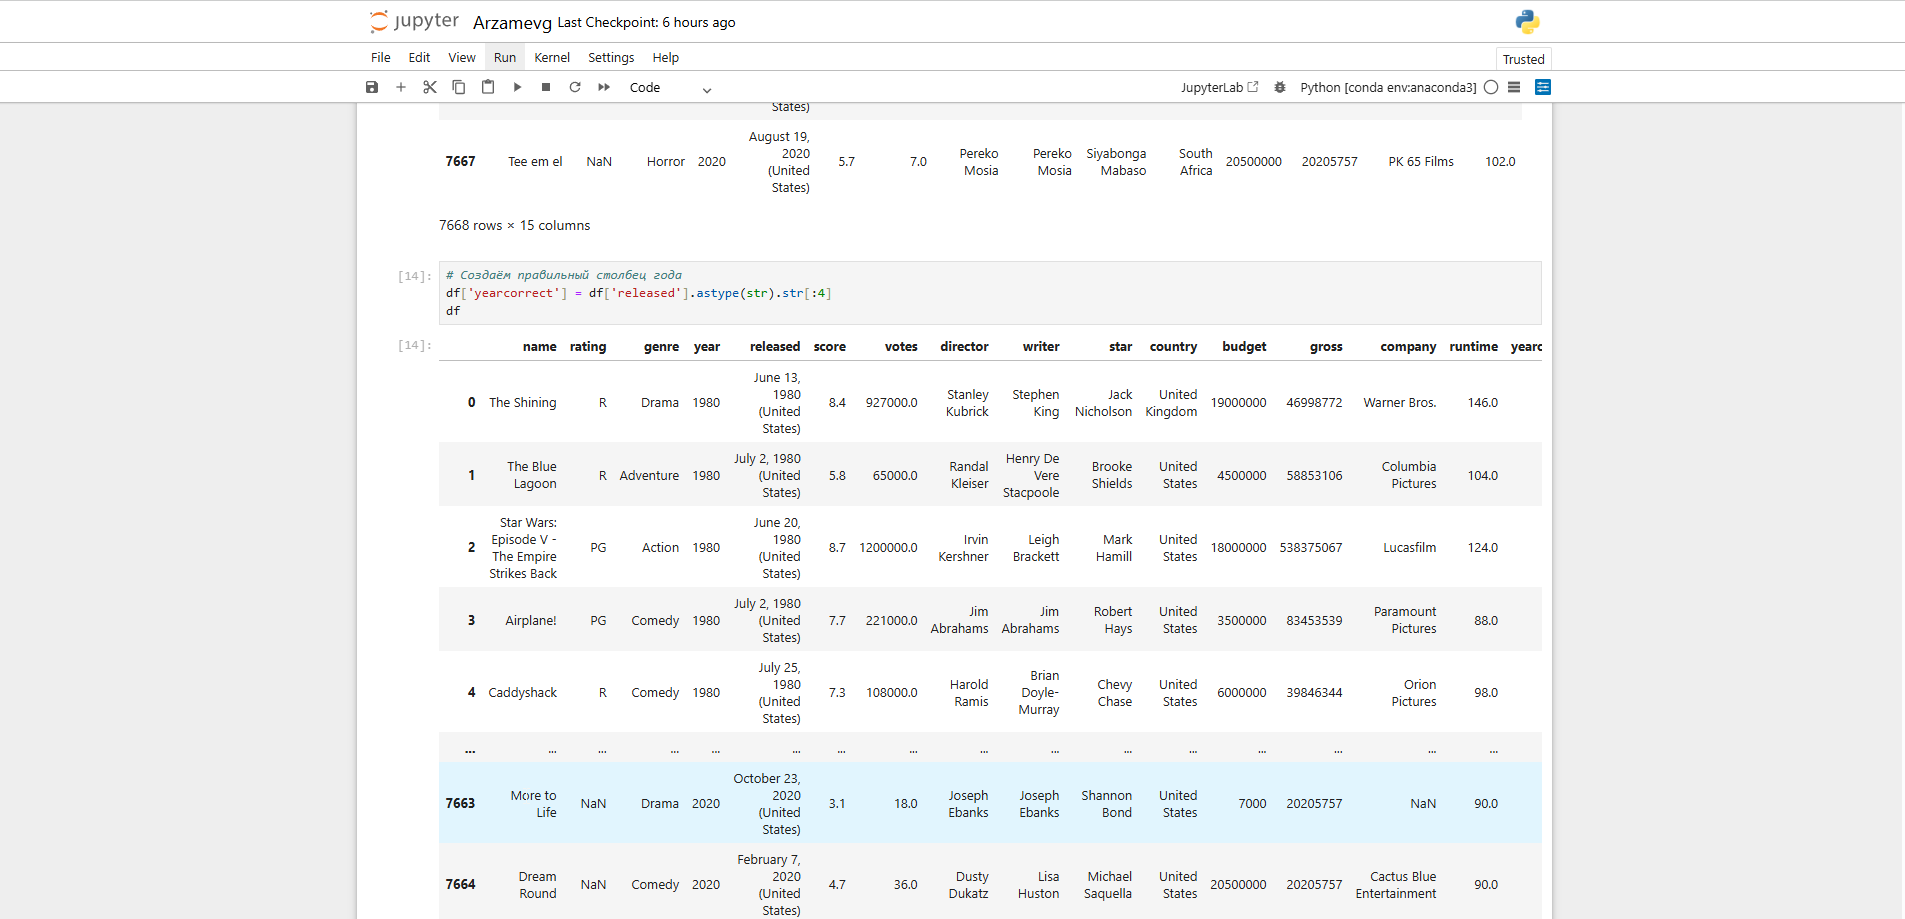 jupyter Arzamevg Last Checkpoint: 6 hours ago
File Edit View Run Kernel Settings Help
Trusted
Code
JupyterLab
Python [conda env:anaconda3]
States)
7667 Tee em el NaN Horror 2020 August 19, 2020 (United States) 5.7 7.0 Pereko Mosia Pereko Mosia Siyabonga Mabaso South Africa 20500000 20205757 PK 65 Films 102.0
7668 rows × 15 columns
[14]:
# Создаём правильный столбец года
df['yearcorrect'] = df['released'].astype(str).str[:4]
df
[14]:
name rating genre year released score votes director writer star country budget gross company runtime yearc
0 The Shining R Drama 1980 June 13, 1980 (United States) 8.4 927000.0 Stanley Kubrick Stephen King Jack Nicholson United Kingdom 19000000 46998772 Warner Bros. 146.0
1 The Blue Lagoon R Adventure 1980 July 2, 1980 (United States) 5.8 65000.0 Randal Kleiser Henry De Vere Stacpoole Brooke Shields United States 4500000 58853106 Columbia Pictures 104.0
2 Star Wars: Episode V - The Empire Strikes Back PG Action 1980 June 20, 1980 (United States) 8.7 1200000.0 Irvin Kershner Leigh Brackett Mark Hamill United States 18000000 538375067 Lucasfilm 124.0
3 Airplane! PG Comedy 1980 July 2, 1980 (United States) 7.7 221000.0 Jim Abrahams Jim Abrahams Robert Hays United States 3500000 83453539 Paramount Pictures 88.0
4 Caddyshack R Comedy 1980 July 25, 1980 (United States) 7.3 108000.0 Harold Ramis Brian Doyle-Murray Chevy Chase United States 6000000 39846344 Orion Pictures 98.0
... ... ... ... ... ... ... ... ... ... ... ... ... ... ... ...
7663 More to Life NaN Drama 2020 October 23, 2020 (United States) 3.1 18.0 Joseph Ebanks Joseph Ebanks Shannon Bond United States 7000 20205757 NaN 90.0
7664 Dream Round NaN Comedy 2020 February 7, 2020 (United States) 4.7 36.0 Dusty Dukatz Lisa Huston Michael Saquella United States 20500000 20205757 Cactus Blue Entertainment 90.0